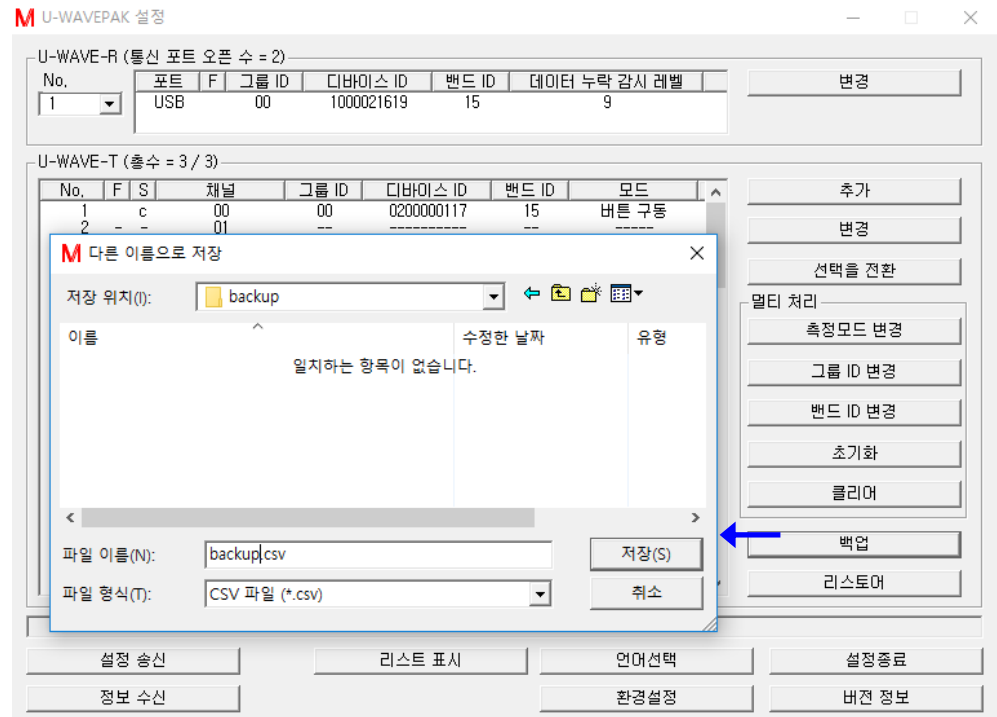 U-WAVEPAK 설정
U-WAVE-R (통신 포트 오픈 수 = 2)
No. 포트 F 그룹 ID 디바이스 ID 밴드 ID 데이터 누락 감시 레벨 변경
1 USB 00 1000021619 15 9
U-WAVE-T (총수 = 3 / 3)
No. F S 채널 그룹 ID 디바이스 ID 밴드 ID 모드 추가
1 c 00 00 0200000117 15 버튼 구동
2 - - 01 -- ---------- -- ----- 변경
다른 이름으로 저장
선택을 전환
저장 위치(I): backup
멀티 처리
측정모드 변경
이름 수정한 날짜 유형
일치하는 항목이 없습니다.
그룹 ID 변경
밴드 ID 변경
초기화
클리어
백업
파일 이름(N): backup.csv 저장(S)
리스토어
파일 형식(T): CSV 파일 (*.csv) 취소
설정 송신 리스트 표시 언어선택 설정종료
정보 수신 환경설정 버전 정보